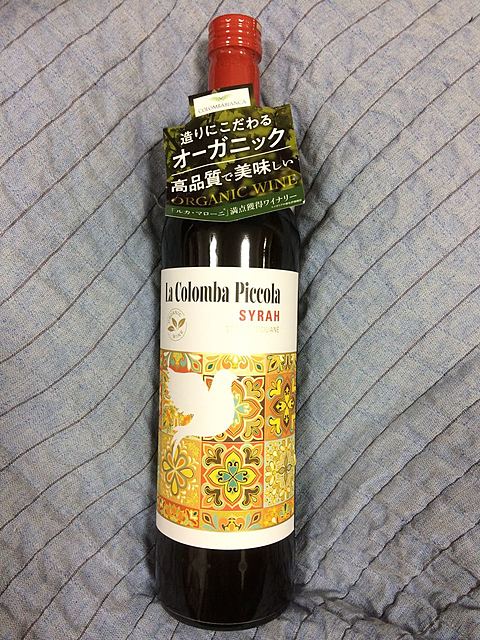 COLOMBABIANCA
造りにこだわる
オーガニック
高品質で美味しい
ORGANIC WINE
「ルカ・マローニ」満点獲得ワイナリー
La Colomba Piccola
SYRAH